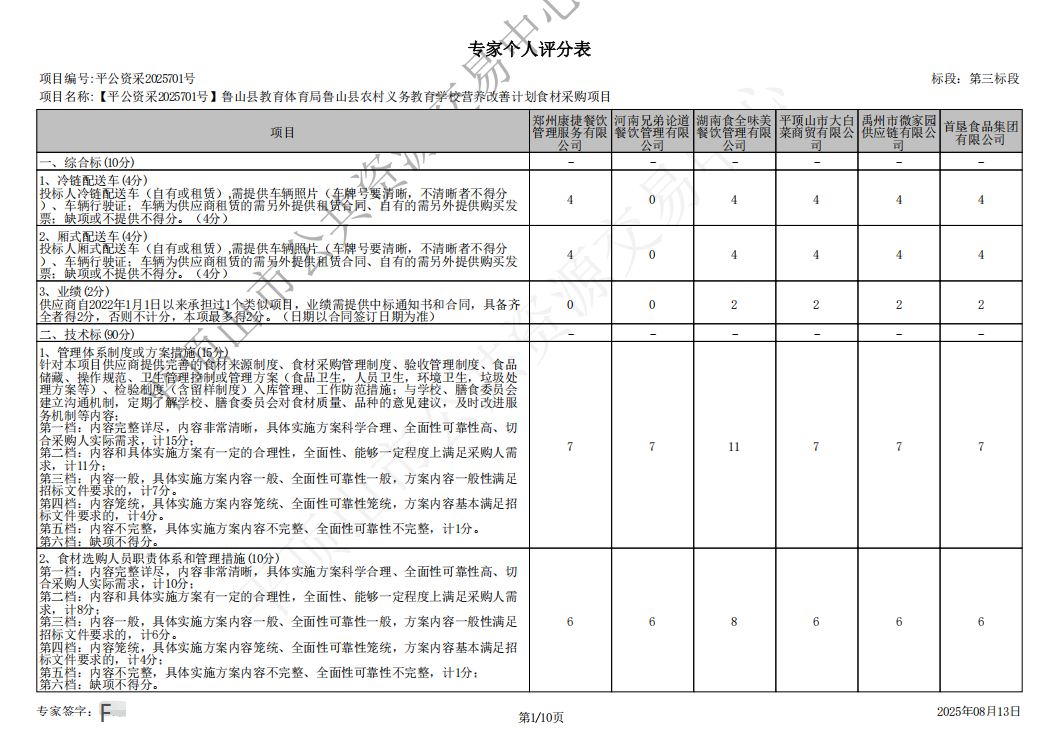 专家个人评分表
项目编号:平公资采2025701号
标段：第三标段
项目名称:【平公资采2025701号】鲁山县教育体育局鲁山县农村义务教育学校营养改善计划食材采购项目
项目
郑州康捷餐饮管理服务有限公司
河南兄弟论道餐饮管理有限公司
湖南食全味美餐饮管理有限公司
平顶山市大白菜商贸有限公司
禹州市微家园供应链有限公司
首垦食品集团有限公司
一、综合标(10分) - - - - - -
1、冷链配送车(4分)
投标人冷链配送车（自有或租赁）,需提供车辆照片（车牌号要清晰，不清晰者不得分
）、车辆行驶证；车辆为供应商租赁的需另外提供租赁合同、自有的需另外提供购买发
票；缺项或不提供不得分。（4分）
4 0 4 4 4 4
2、厢式配送车(4分)
投标人厢式配送车（自有或租赁）,需提供车辆照片（车牌号要清晰，不清晰者不得分
）、车辆行驶证；车辆为供应商租赁的需另外提供租赁合同、自有的需另外提供购买发
票；缺项或不提供不得分。（4分）
4 0 4 4 4 4
3、业绩(2分)
供应商自2022年1月1日以来承担过1个类似项目，业绩需提供中标通知书和合同，具备齐
全者得2分，否则不计分，本项最多得2分。（日期以合同签订日期为准）
0 0 2 2 2 2
二、技术标(90分) - - - - - -
1、管理体系制度或方案措施(15分)
针对本项目供应商提供完善的食材来源制度、食材采购管理制度、验收管理制度、食品
储藏、操作规范、卫生管理控制或管理方案（食品卫生，人员卫生，环境卫生，垃圾处
理方案等）、检验制度（含留样制度）入库管理、工作防范措施；与学校、膳食委员会
建立沟通机制，定期了解学校、膳食委员会对食材质量、品种的意见建议，及时改进服
务机制等内容；
第一档：内容完整详尽，内容非常清晰，具体实施方案科学合理、全面性可靠性高、切
合采购人实际需求，计15分；
第二档：内容和具体实施方案有一定的合理性，全面性、能够一定程度上满足采购人需
求，计11分；
第三档：内容一般，具体实施方案内容一般、全面性可靠性一般，方案内容一般性满足
招标文件要求的，计7分。
第四档：内容笼统，具体实施方案内容笼统、全面性可靠性笼统，方案内容基本满足招
标文件要求的，计4分。
第五档：内容不完整，具体实施方案内容不完整、全面性可靠性不完整，计1分。
第六档：缺项不得分。
7 7 11 7 7 7
2、食材选购人员职责体系和管理措施(10分)
第一档：内容完整详尽，内容非常清晰，具体实施方案科学合理、全面性可靠性高、切
合采购人实际需求，计10分；
第二档：内容和具体实施方案有一定的合理性，全面性、能够一定程度上满足采购人需
求，计8分；
第三档：内容一般，具体实施方案内容一般、全面性可靠性一般，方案内容一般性满足
招标文件要求的，计6分。
第四档：内容笼统，具体实施方案内容笼统、全面性可靠性笼统，方案内容基本满足招
标文件要求的，计4分；
第五档：内容不完整，具体实施方案内容不完整、全面性可靠性不完整，计1分；
第六档：缺项不得分。
6 6 8 6 6 6
专家签字：F
第1/10页
2025年08月13日
平顶山市公共资源交易中心
平顶山市公共资源交易中心